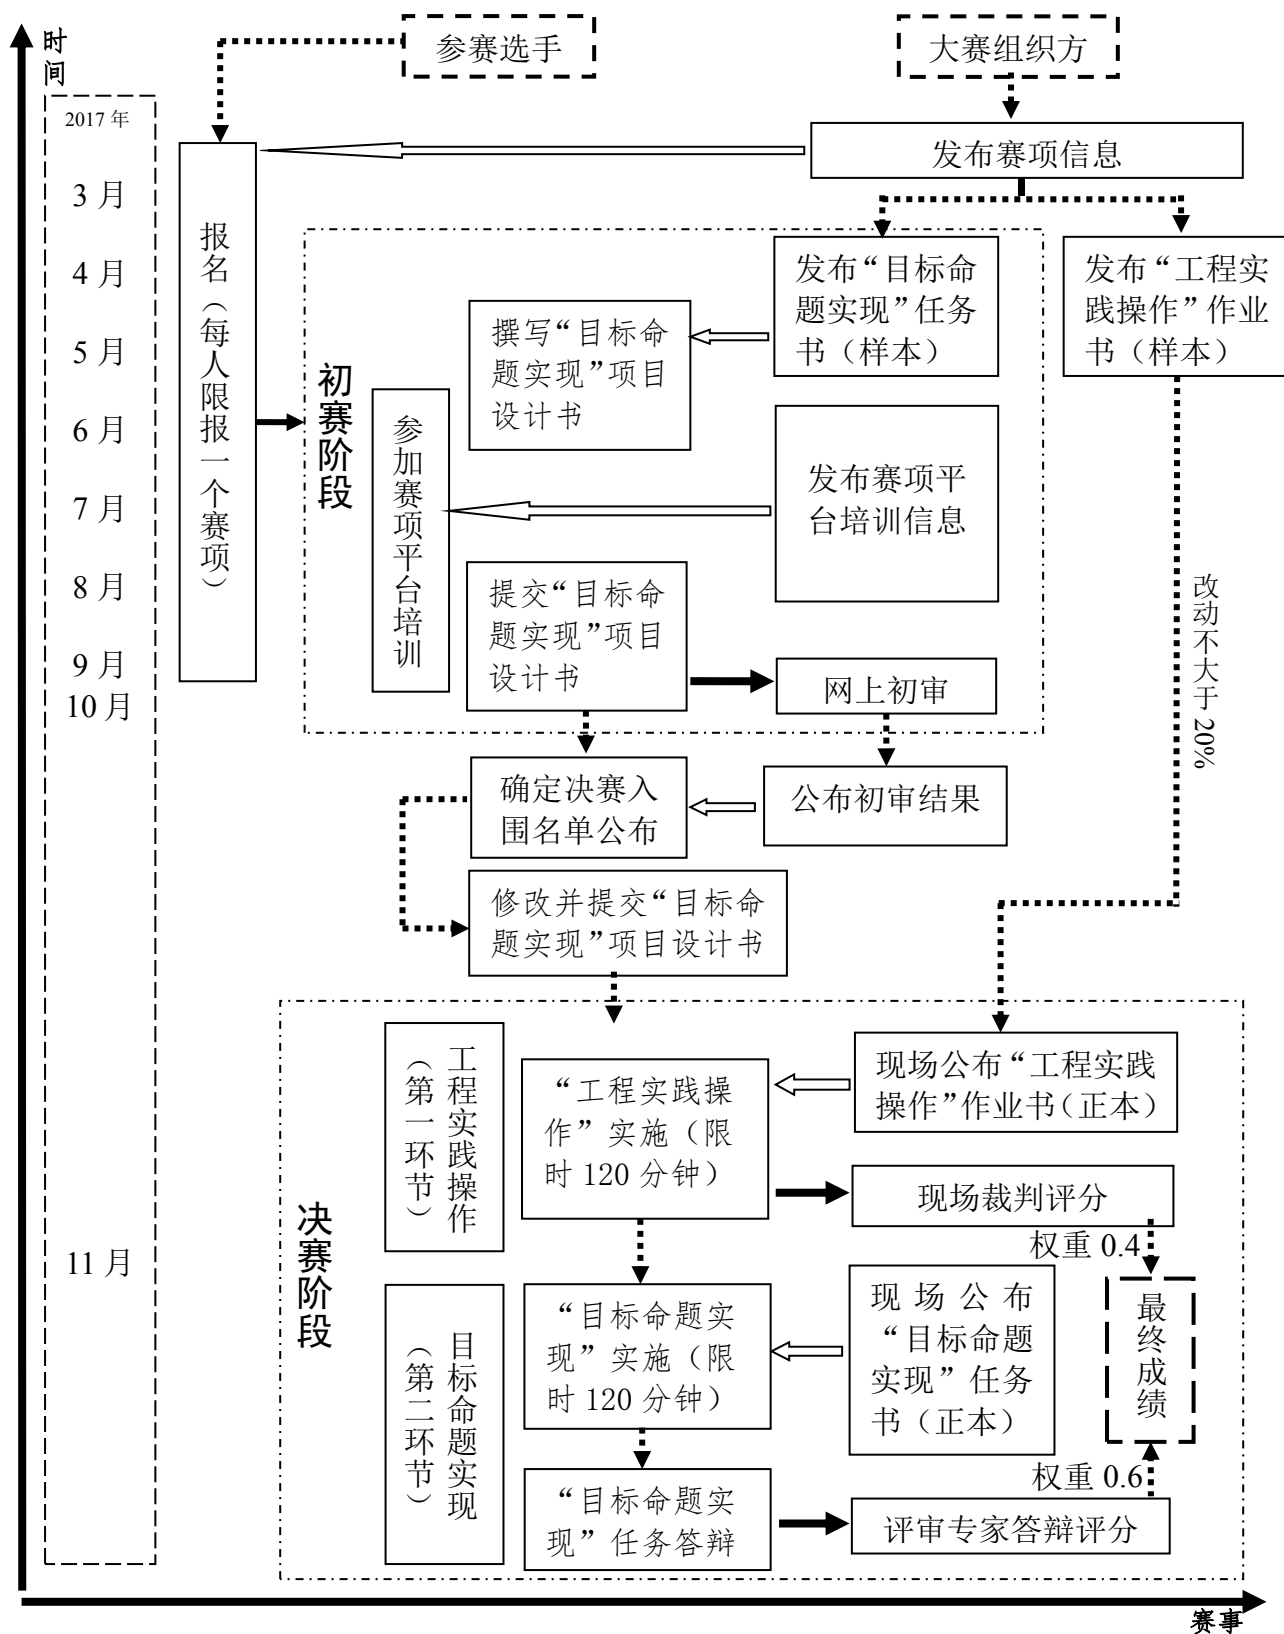 时
间
参赛选手
大赛组织方
2017 年
3 月
4 月
5 月
6 月
7 月
8 月
9 月
10 月
11 月
发布赛项信息
报名（每人限报一个赛项）
初赛阶段
发布“目标命
题实现”任务
书（样本）
发布“工程实
践操作”作业
书（样本）
撰写“目标命
题实现”项目
设计书
参加赛项平台培训
发布赛项平
台培训信息
提交“目标命
题实现”项目
设计书
网上初审
改动不大于 20%
确定决赛入
围名单公布
公布初审结果
修改并提交“目标命
题实现”项目设计书
决赛阶段
工程实践操作
（第一环节）
“工程实践操
作”实施（限
时 120 分钟）
现场公布“工程实践
操作”作业书（正本）
现场裁判评分
权重 0.4
目标命题实现
（第二环节）
“目标命题实
现”实施（限
时 120 分钟）
现场公布
“目标命题
实现”任务
书（正本）
最终成绩
权重 0.6
“目标命题实
现”任务答辩
评审专家答辩评分
赛事